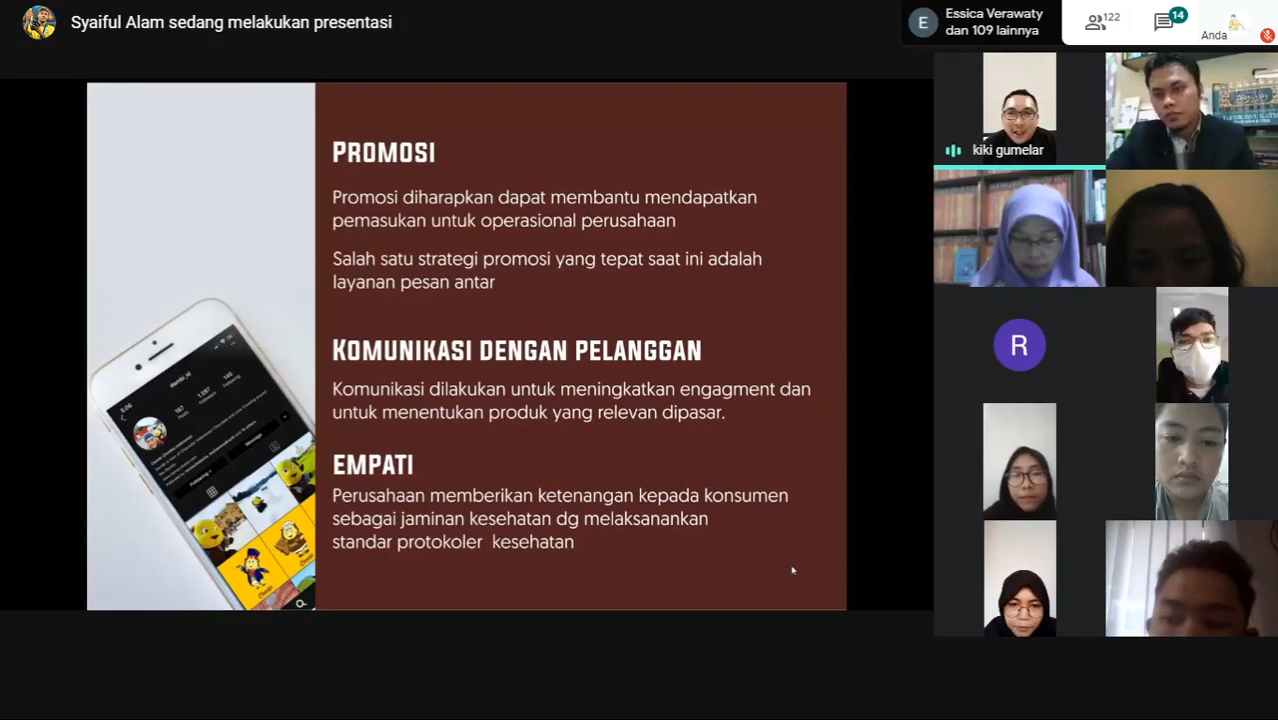 Syaiful Alam sedang melakukan presentasi
E
Essica Verawaty
dan 109 lainnya
122
14
Anda
PROMOSI
Promosi diharapkan dapat membantu mendapatkan
pemasukan untuk operasional perusahaan
Salah satu strategi promosi yang tepat saat ini adalah
layanan pesan antar
KOMUNIKASI DENGAN PELANGGAN
Komunikasi dilakukan untuk meningkatkan engagment dan
untuk menentukan produk yang relevan dipasar.
EMPATI
Perusahaan memberikan ketenangan kepada konsumen
sebagai jaminan kesehatan dg melaksanankan
standar protokoler kesehatan
kiki gumelar
R
Followers
Following
Message